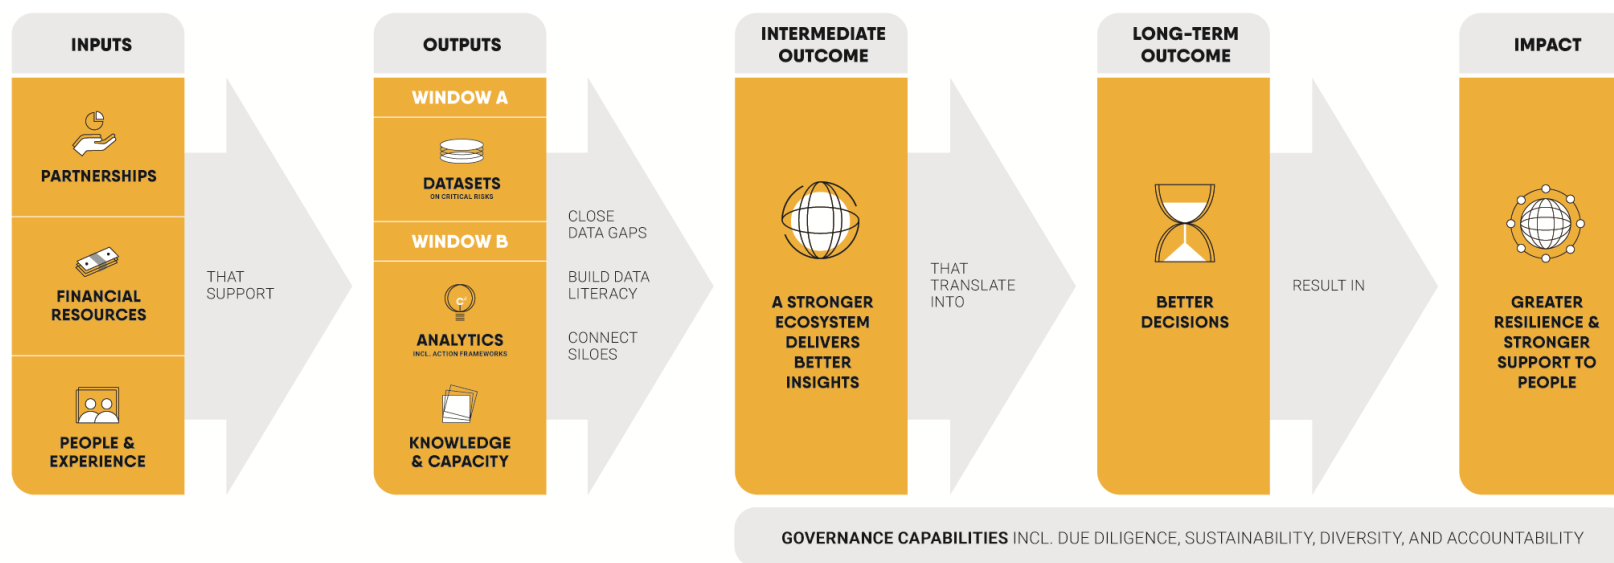 INPUTS
PARTNERSHIPS
FINANCIAL
RESOURCES
PEOPLE &
EXPERIENCE
THAT
SUPPORT
OUTPUTS
WINDOW A
DATASETS
ON CRITICAL RISKS
WINDOW B
ANALYTICS
INCL. ACTION FRAMEWORKS
KNOWLEDGE
& CAPACITY
CLOSE
DATA GAPS
BUILD DATA
LITERACY
CONNECT
SILOES
INTERMEDIATE
OUTCOME
A STRONGER
ECOSYSTEM
DELIVERS
BETTER
INSIGHTS
THAT
TRANSLATE
INTO
LONG-TERM
OUTCOME
BETTER
DECISIONS
RESULT IN
IMPACT
GREATER
RESILIENCE &
STRONGER
SUPPORT TO
PEOPLE
GOVERNANCE CAPABILITIES INCL. DUE DILIGENCE, SUSTAINABILITY, DIVERSITY, AND ACCOUNTABILITY